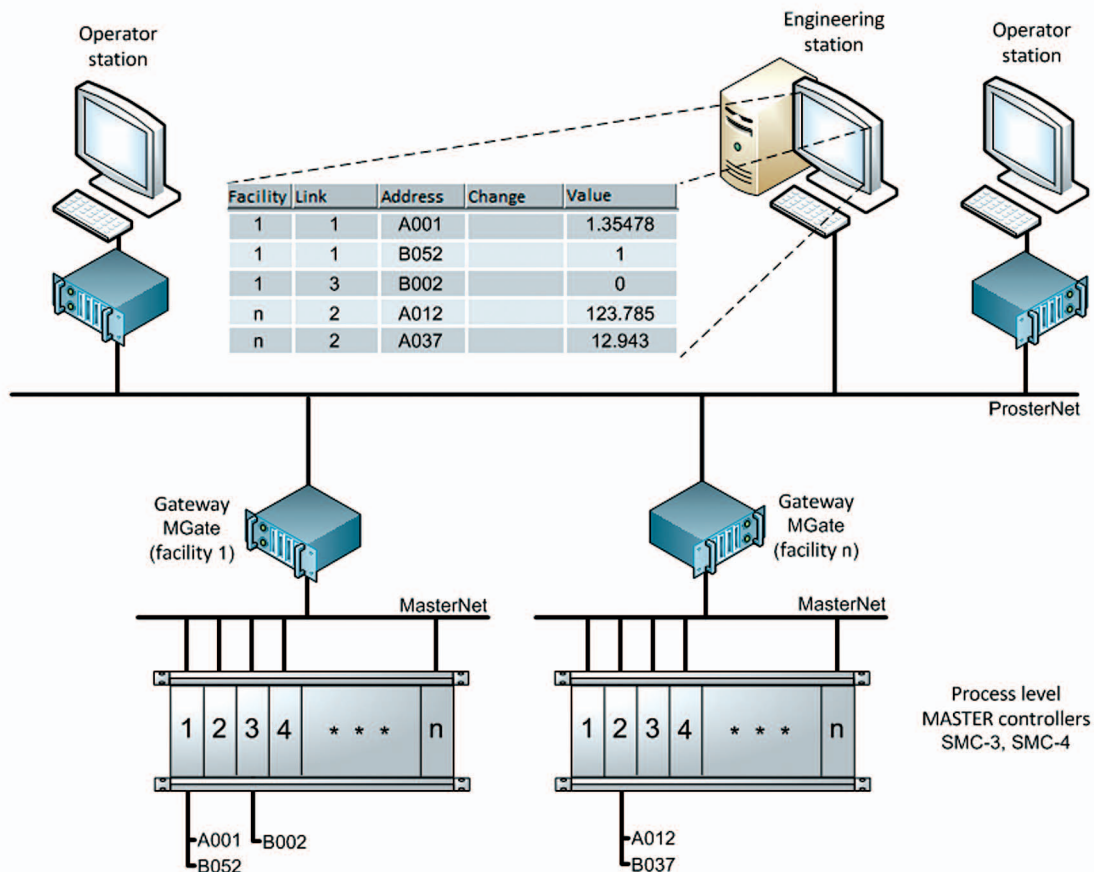 Operator
station
Engineering
station
Operator
station
Facility Link Address Change Value
1 1 A001 1.35478
1 1 B052 1
1 3 B002 0
n 2 A012 123.785
n 2 A037 12.943
ProsterNet
Gateway
MGate
(facility 1)
Gateway
MGate
(facility n)
MasterNet
MasterNet
1 2 3 4 * * * n
1 2 3 4 * * * n
Process level
MASTER controllers
SMC-3, SMC-4
A001
B052
B002
A012
B037